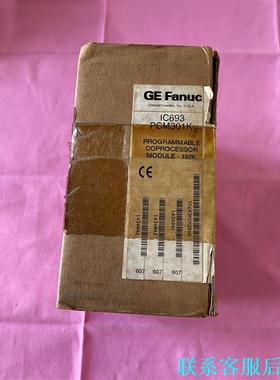 GE Fanuc
Charlottesville, Va. U.S.A.
IC693
PCM301K
PROGRAMMABLE
COPROCESSOR
MODULE - 192K
CE
607
607
607
联系客服后